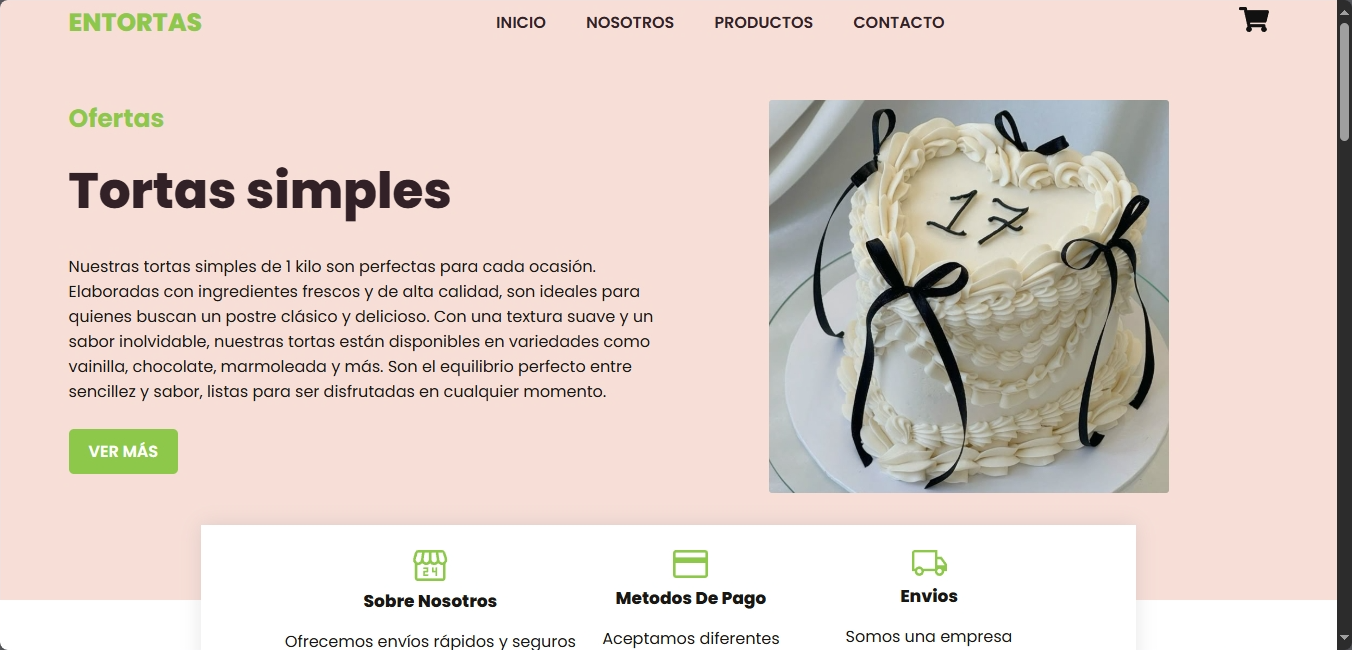 ENTORTAS
INICIO NOSOTROS PRODUCTOS CONTACTO
Ofertas
Tortas simples
Nuestras tortas simples de 1 kilo son perfectas para cada ocasión.
Elaboradas con ingredientes frescos y de alta calidad, son ideales para
quienes buscan un postre clásico y delicioso. Con una textura suave y un
sabor inolvidable, nuestras tortas están disponibles en variedades como
vainilla, chocolate, marmoleada y más. Son el equilibrio perfecto entre
sencillez y sabor, listas para ser disfrutadas en cualquier momento.
VER MÁS
17
24
Sobre Nosotros
Ofrecemos envíos rápidos y seguros
Metodos De Pago
Aceptamos diferentes
Envios
Somos una empresa